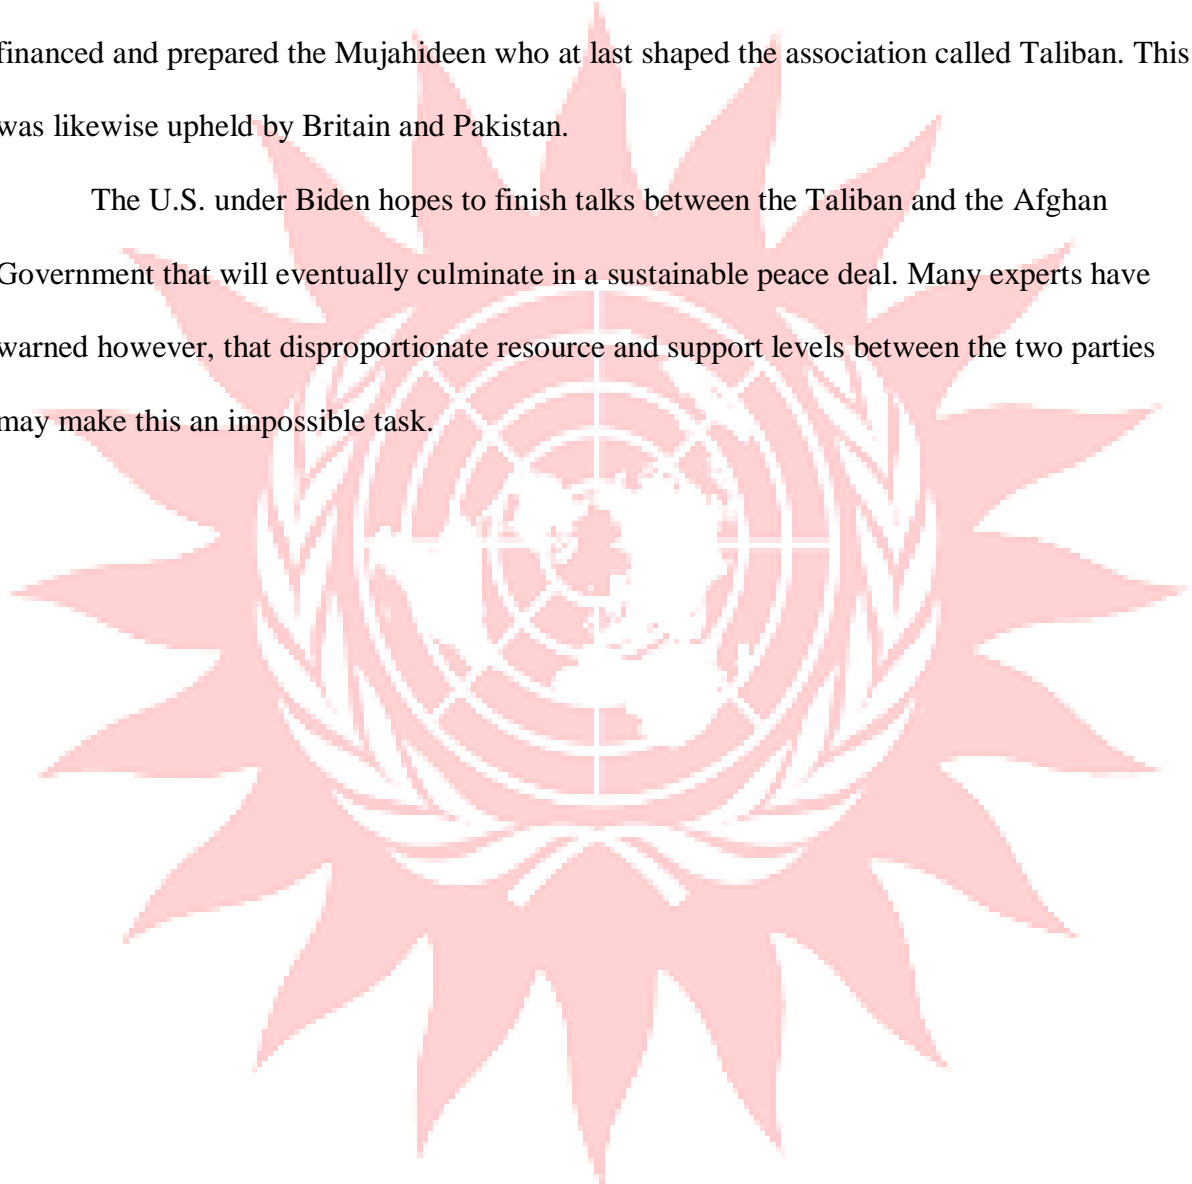 financed and prepared the Mujahideen who at last shaped the association called Taliban. This
was likewise upheld by Britain and Pakistan.
The U.S. under Biden hopes to finish talks between the Taliban and the Afghan
Government that will eventually culminate in a sustainable peace deal. Many experts have
warned however, that disproportionate resource and support levels between the two parties
may make this an impossible task.